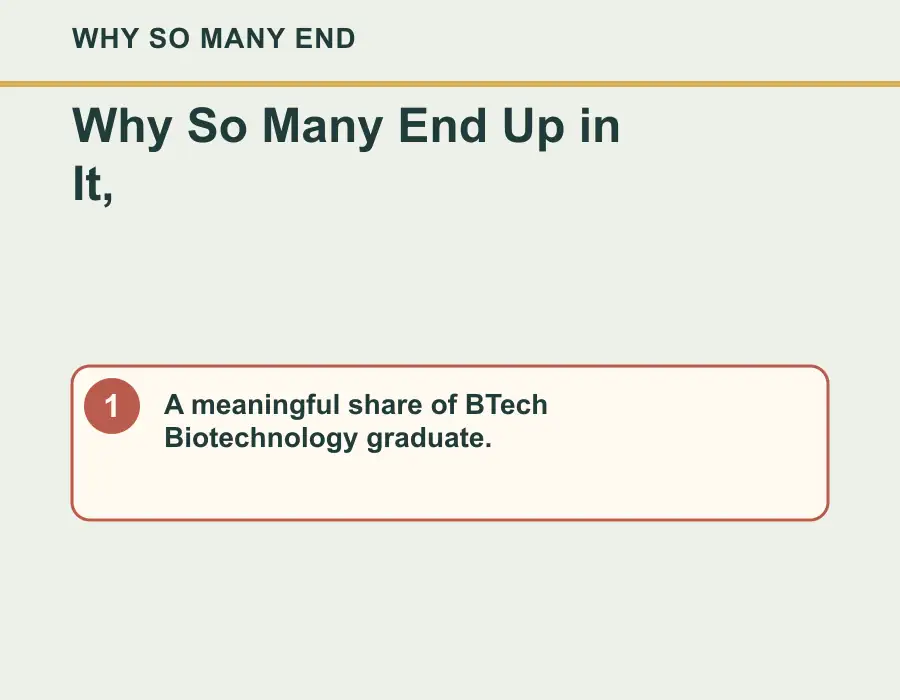 WHY SO MANY END
Why So Many End Up in
It,
1
A meaningful share of BTech
Biotechnology graduate.